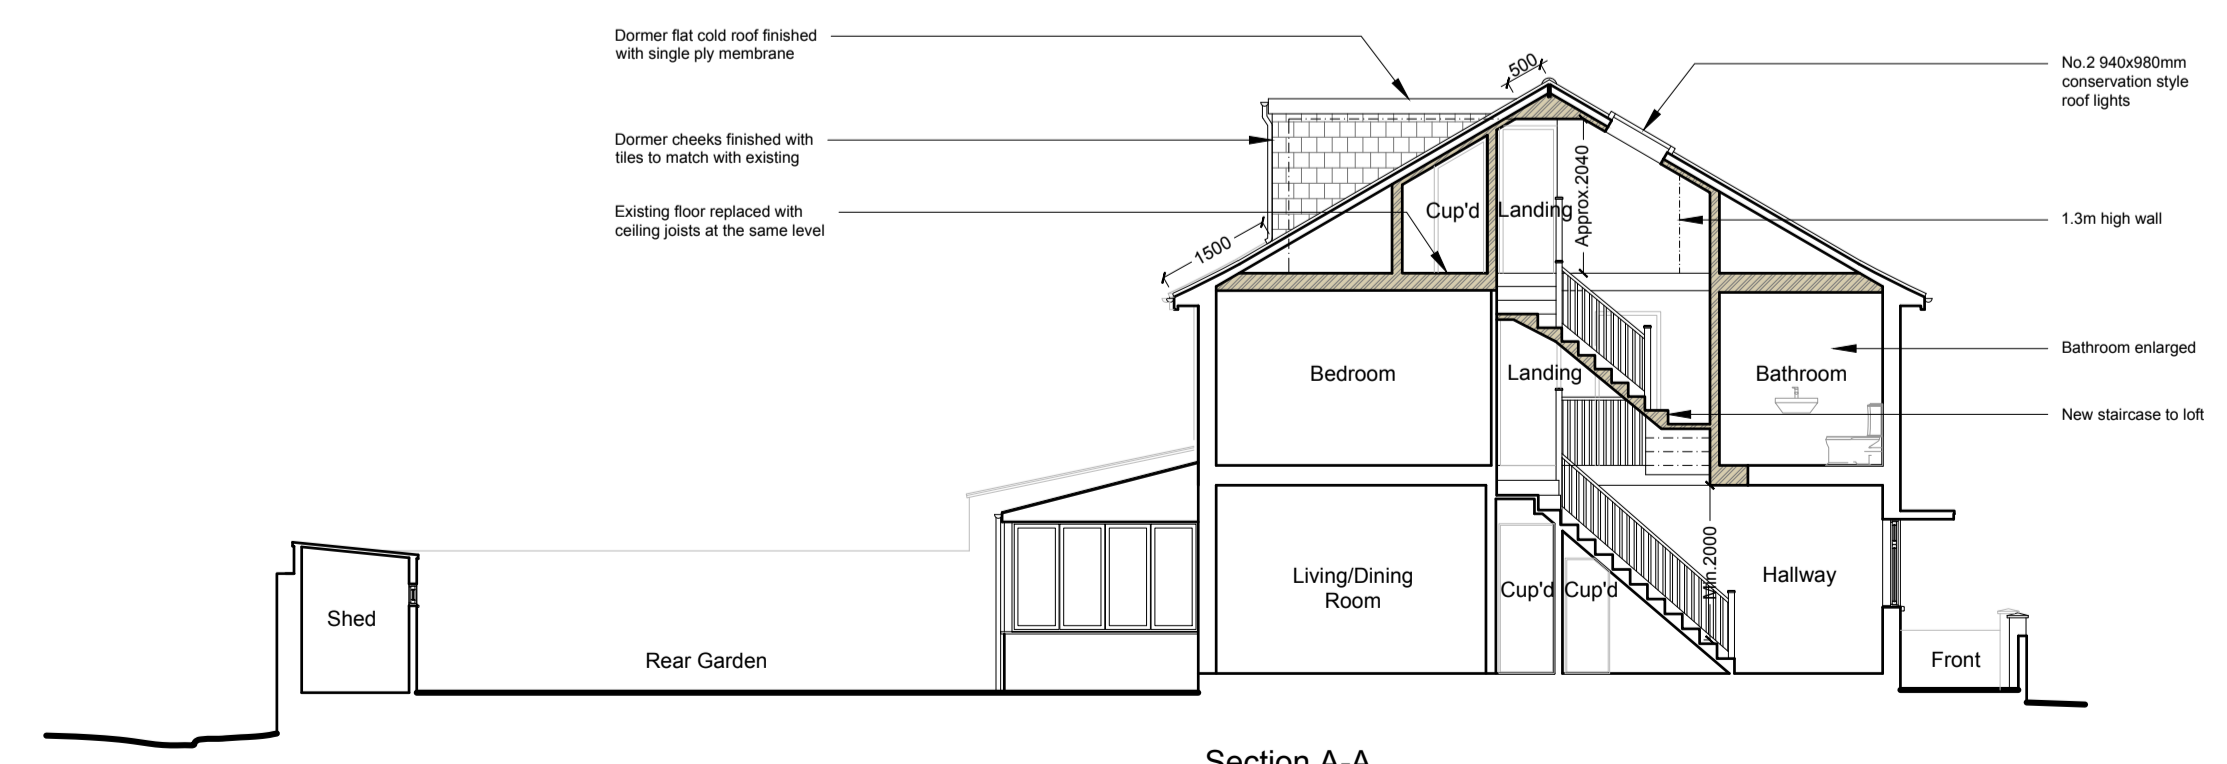 Dormer flat cold roof finished
with single ply membrane
Dormer cheeks finished with
tiles to match with existing
Existing floor replaced with
ceiling joists at the same level
500
1500
Approx.2040
No.2 940x980mm
conservation style
roof lights
1.3m high wall
Bathroom enlarged
New staircase to loft
Cup'd
Landing
Bedroom
Landing
Bathroom
Living/Dining
Room
Cup'd
Cup'd
Min.2000
Hallway
Shed
Rear Garden
Front
Section A-A